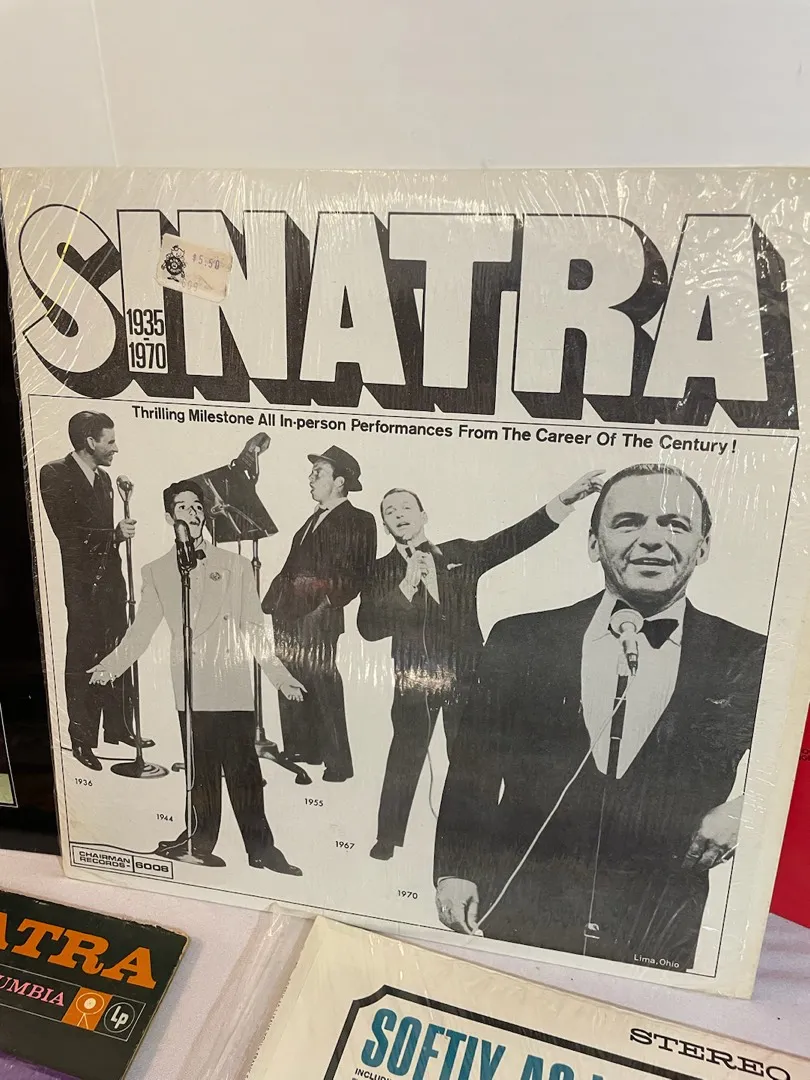 SINATRA
$5.50
1935
-
1970
Thrilling Milestone All In-person Performances From The Career Of The Century!
1936
1944
1955
1967
1970
CHAIRMAN
RECORDS
6008
Lima, Ohio
ATRA
UMBIA
Lp
STEREO
SOFTLY, AS